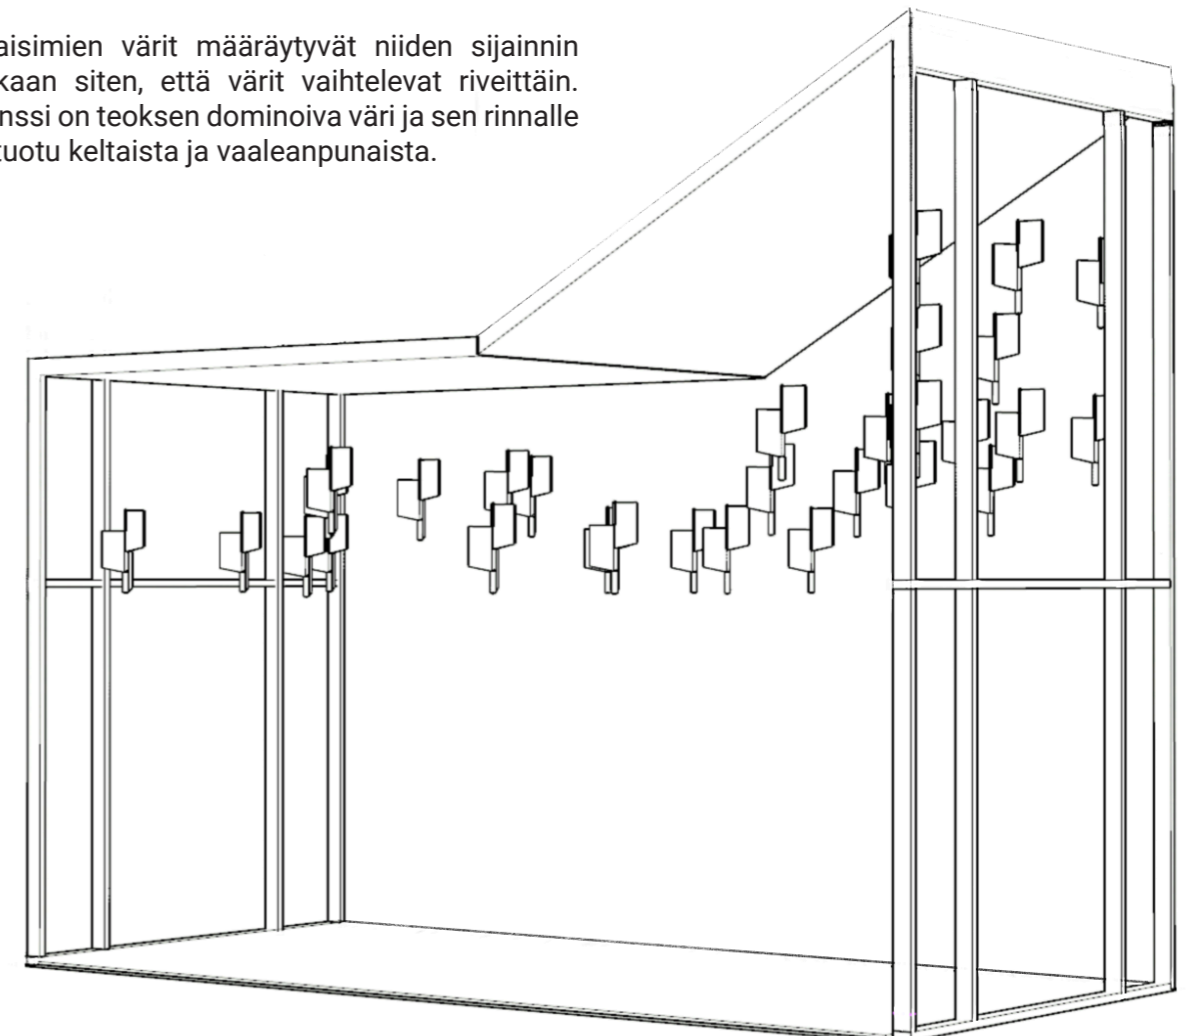 aisimien värit määräytyvät niiden sijainnin
kaan siten, että värit vaihtelevat riveittäin.
nssi on teoksen dominoiva väri ja sen rinnalle
tuotu keltaista ja vaaleanpunaista.